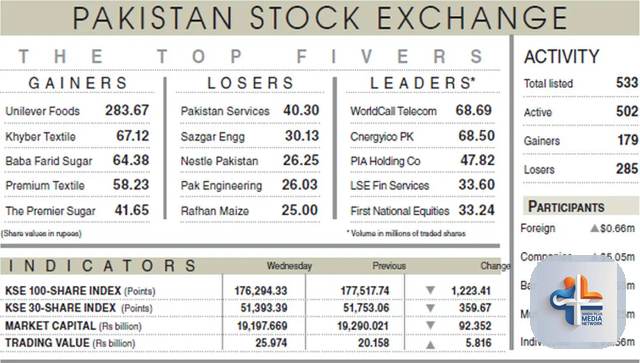 PAKISTAN STOCK EXCHANGE
THE TOP FIVERS
GAINERS
Unilever Foods 283.67
Khyber Textile 67.12
Baba Farid Sugar 64.38
Premium Textile 58.23
The Premier Sugar 41.65
(Share values in rupees)
LOSERS
Pakistan Services 40.30
Sazgar Engg 30.13
Nestle Pakistan 26.25
Pak Engineering 26.03
Rafhan Maize 25.00
LEADERS*
WorldCall Telecom 68.69
Cnergyico PK 68.50
PIA Holding Co 47.82
LSE Fin Services 33.60
First National Equities 33.24
* Volume in millions of traded shares
ACTIVITY
Total listed 533
Active 502
Gainers 179
Losers 285
PARTICIPANTS
Foreign ▲$0.66m
INDICATORS Wednesday Previous Change
KSE 100-SHARE INDEX (Points) 176,294.33 177,517.74 ▼ 1,223.41
KSE 30-SHARE INDEX (Points) 51,393.39 51,753.06 ▼ 359.67
MARKET CAPITAL (Rs billion) 19,197.669 19,290.021 ▼ 92.352
TRADING VALUE (Rs billion) 25.974 20.158 ▲ 5.816
MEDIA
NETWORK